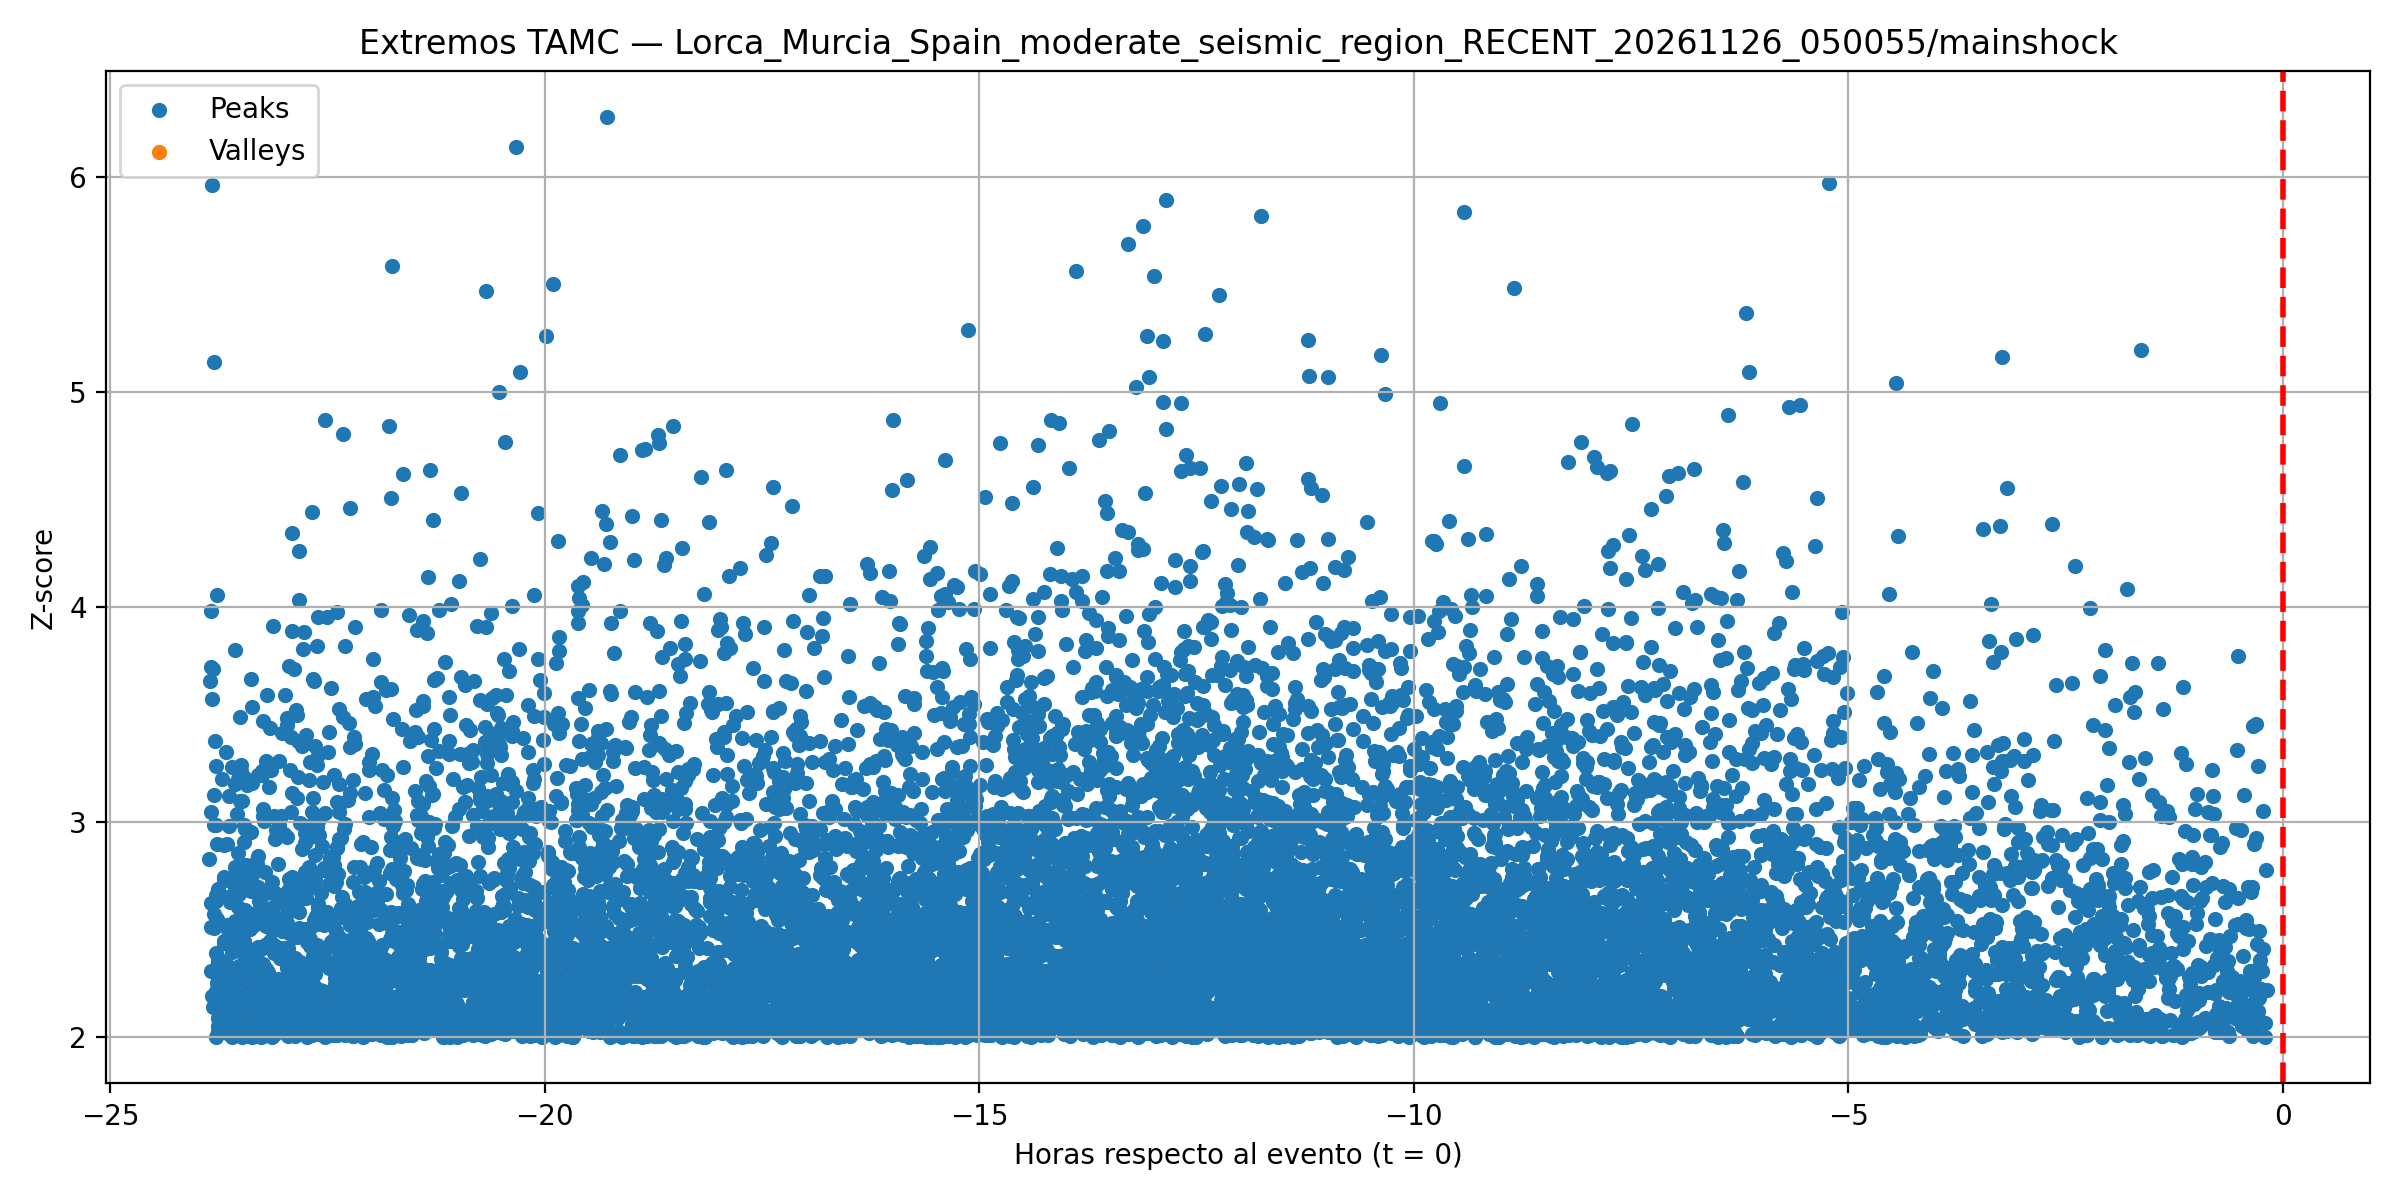 Extremos TAMC — Lorca_Murcia_Spain_moderate_seismic_region_RECENT_20261126_050055/mainshock
Peaks
Valleys
6
5
4
3
2
Z-score
−25
−20
−15
−10
−5
0
Horas respecto al evento (t = 0)